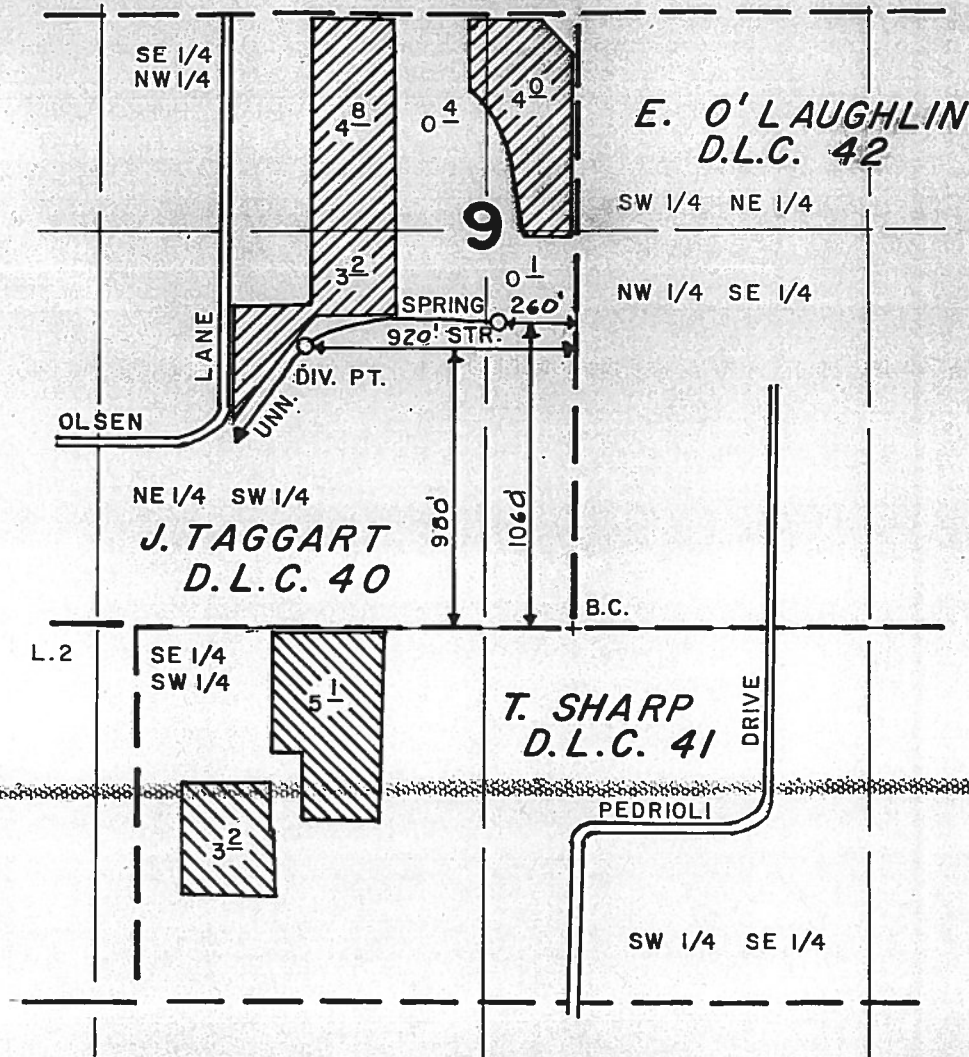 SE 1/4
NW 1/4
4 8
0 4
4 0
E. O' LAUGHLIN
D.L.C. 42
SW 1/4 NE 1/4
9
3 2
0 1
NW 1/4 SE 1/4
SPRING
260'
920' STR.
LANE
DIV. PT.
UNN.
OLSEN
NE 1/4 SW 1/4
980'
1060'
J. TAGGART
D.L.C. 40
B.C.
L.2
SE 1/4
SW 1/4
5 1
T. SHARP
D.L.C. 41
DRIVE
PEDRIOLI
3 2
SW 1/4 SE 1/4